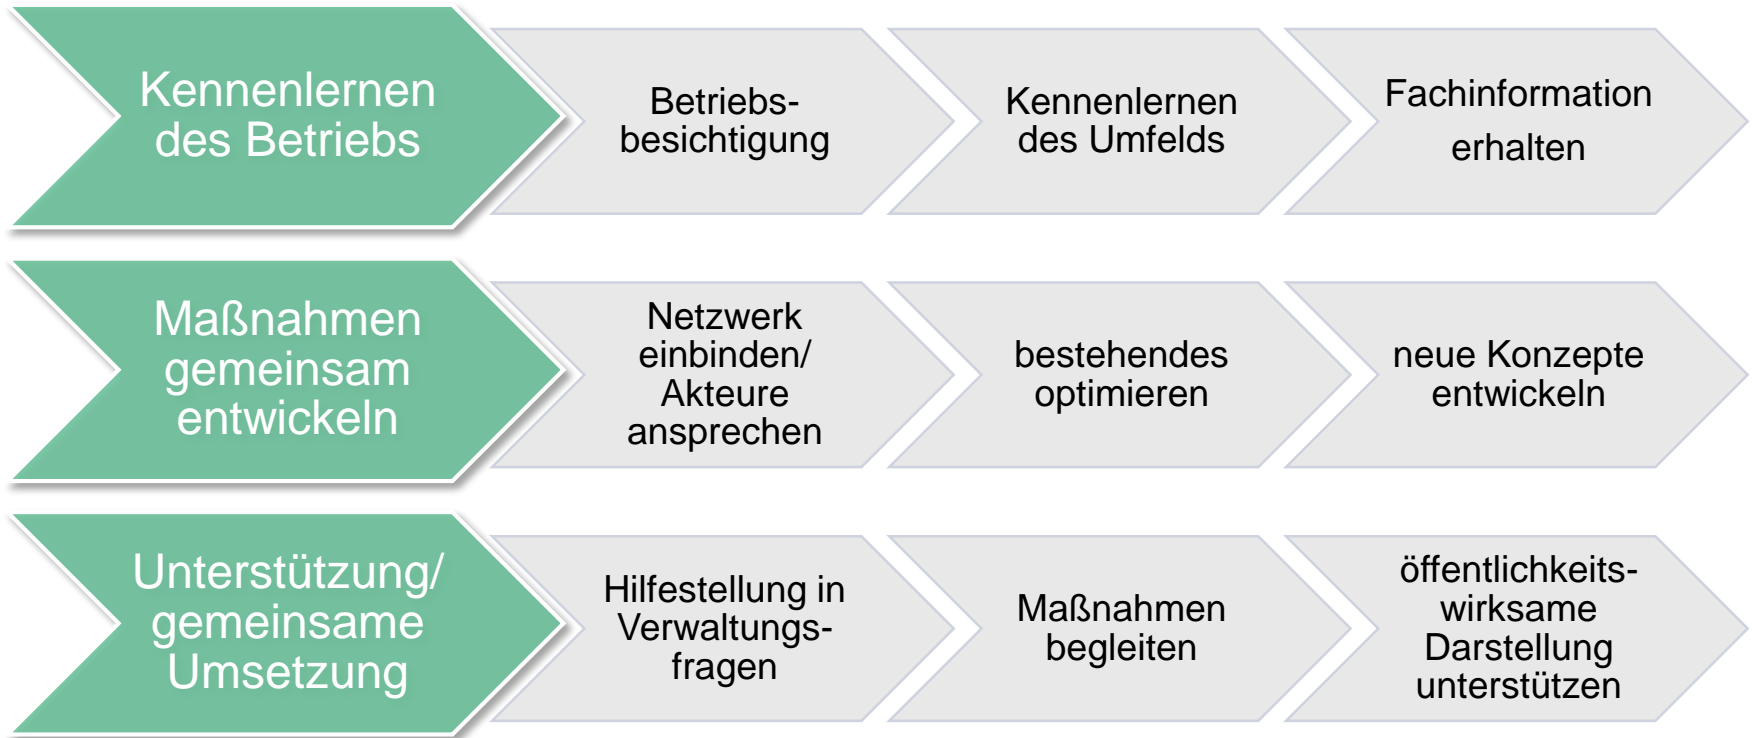 Kennenlernen
des Betriebs
Betriebs-
besichtigung
Kennenlernen
des Umfelds
Fachinformation
erhalten
Maßnahmen
gemeinsam
entwickeln
Netzwerk
einbinden/
Akteure
ansprechen
bestehendes
optimieren
neue Konzepte
entwickeln
Unterstützung/
gemeinsame
Umsetzung
Hilfestellung in
Verwaltungs-
fragen
Maßnahmen
begleiten
öffentlichkeits-
wirksame
Darstellung
unterstützen